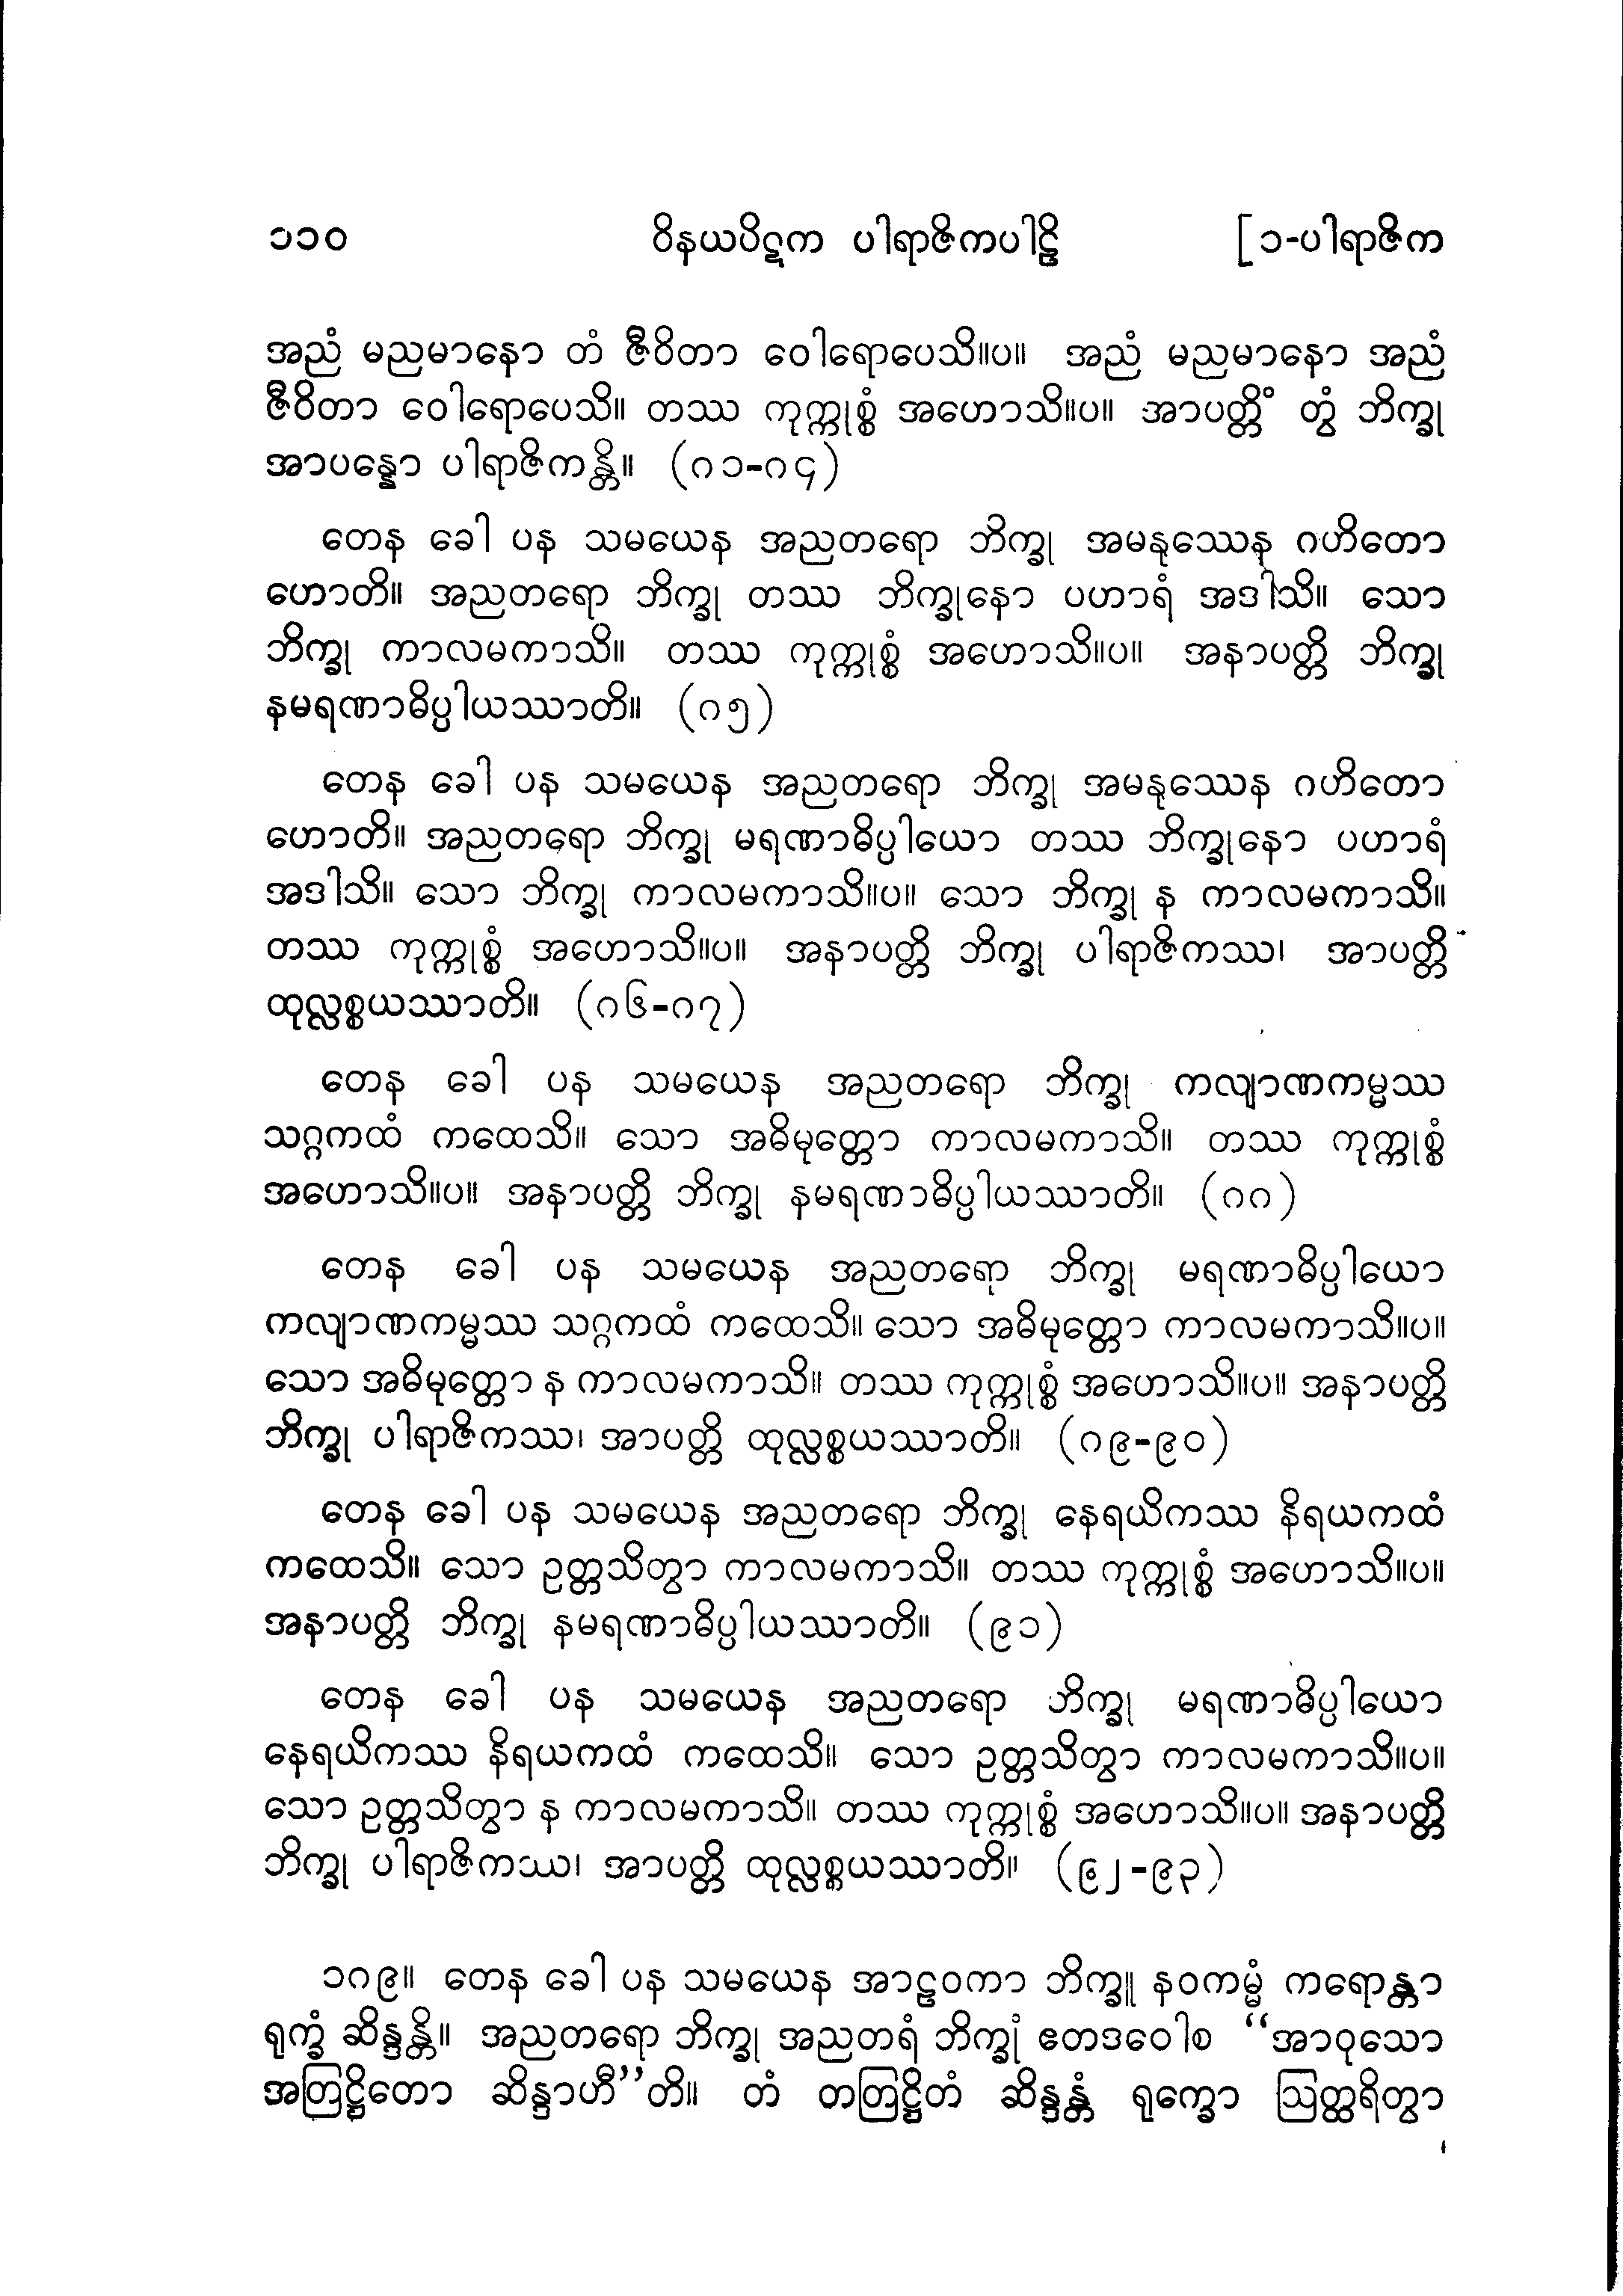 ၁၁၀ ဝိနယပိဋက ပါရာဇိကပါဠိ [၁-ပါရာဇိက
အညံ မညမာနော တံ ဇီဝိတာ ဝေါရောပေသိ။ပ။ အညံ မညမာနော အညံ
ဇီဝိတာ ဝေါရောပေသိ။ တဿ ကုက္ကုစ္စံ အဟောသိ။ပ။ အာပတ္တိံ တွံ ဘိက္ခု
အာပန္နော ပါရာဇိကန္တိ။ (၈၁-၈၄)
တေန ခေါ ပန သမယေန အညတရော ဘိက္ခု အမနုဿေန ဂဟိတော
ဟောတိ။ အညတရော ဘိက္ခု တဿ ဘိက္ခုနော ပဟာရံ အဒါသိ။ သော
ဘိက္ခု ကာလမကာသိ။ တဿ ကုက္ကုစ္စံ အဟောသိ။ပ။ အနာပတ္တိ ဘိက္ခု
နမရဏာဓိပ္ပါယဿာတိ။ (၈၅)
တေန ခေါ ပန သမယေန အညတရော ဘိက္ခု အမနုဿေန ဂဟိတော
ဟောတိ။ အညတရော ဘိက္ခု မရဏာဓိပ္ပါယော တဿ ဘိက္ခုနော ပဟာရံ
အဒါသိ။ သော ဘိက္ခု ကာလမကာသိ။ပ။ သော ဘိက္ခု န ကာလမကာသိ။
တဿ ကုက္ကုစ္စံ အဟောသိ။ပ။ အနာပတ္တိ ဘိက္ခု ပါရာဇိကဿ၊ အာပတ္တိ
ထုလ္လစ္စယဿာတိ။ (၈၆-၈၇)
တေန ခေါ ပန သမယေန အညတရော ဘိက္ခု ကလျာဏကမ္မဿ
သဂ္ဂကထံ ကထေသိ။ သော အဓိမုတ္တော ကာလမကာသိ။ တဿ ကုက္ကုစ္စံ
အဟောသိ။ပ။ အနာပတ္တိ ဘိက္ခု နမရဏာဓိပ္ပါယဿာတိ။ (၈၈)
တေန ခေါ ပန သမယေန အညတရော ဘိက္ခု မရဏာဓိပ္ပါယော
ကလျာဏကမ္မဿ သဂ္ဂကထံ ကထေသိ။ သော အဓိမုတ္တော ကာလမကာသိ။ပ။
သော အဓိမုတ္တော န ကာလမကာသိ။ တဿ ကုက္ကုစ္စံ အဟောသိ။ပ။ အနာပတ္တိ
ဘိက္ခု ပါရာဇိကဿ၊ အာပတ္တိ ထုလ္လစ္စယဿာတိ။ (၈၉-၉၀)
တေန ခေါ ပန သမယေန အညတရော ဘိက္ခု နေရယိကဿ နိရယကထံ
ကထေသိ။ သော ဥတ္တသိတွာ ကာလမကာသိ။ တဿ ကုက္ကုစ္စံ အဟောသိ။ပ။
အနာပတ္တိ ဘိက္ခု နမရဏာဓိပ္ပါယဿာတိ။ (၉၁)
တေန ခေါ ပန သမယေန အညတရော ဘိက္ခု မရဏာဓိပ္ပါယော
နေရယိကဿ နိရယကထံ ကထေသိ။ သော ဥတ္တသိတွာ ကာလမကာသိ။ပ။
သော ဥတ္တသိတွာ န ကာလမကာသိ။ တဿ ကုက္ကုစ္စံ အဟောသိ။ပ။ အနာပတ္တိ
ဘိက္ခု ပါရာဇိကဿ၊ အာပတ္တိ ထုလ္လစ္စယဿာတိ။ (၉၂-၉၃)
၁၈၉။ တေန ခေါ ပန သမယေန အာဠဝကာ ဘိက္ခူ နဝကမ္မံ ကရောန္တာ
ရုက္ခံ ဆိန္ဒန္တိ။ အညတရော ဘိက္ခု အညတရံ ဘိက္ခုံ ဧတဒဝေါစ “အာဝုသော
အတြဋ္ဌိတော ဆိန္ဒာဟီ”တိ။ တံ တတြဋ္ဌိတံ ဆိန္ဒန္တံ ရုက္ခော ဩတ္ထရိတွာ